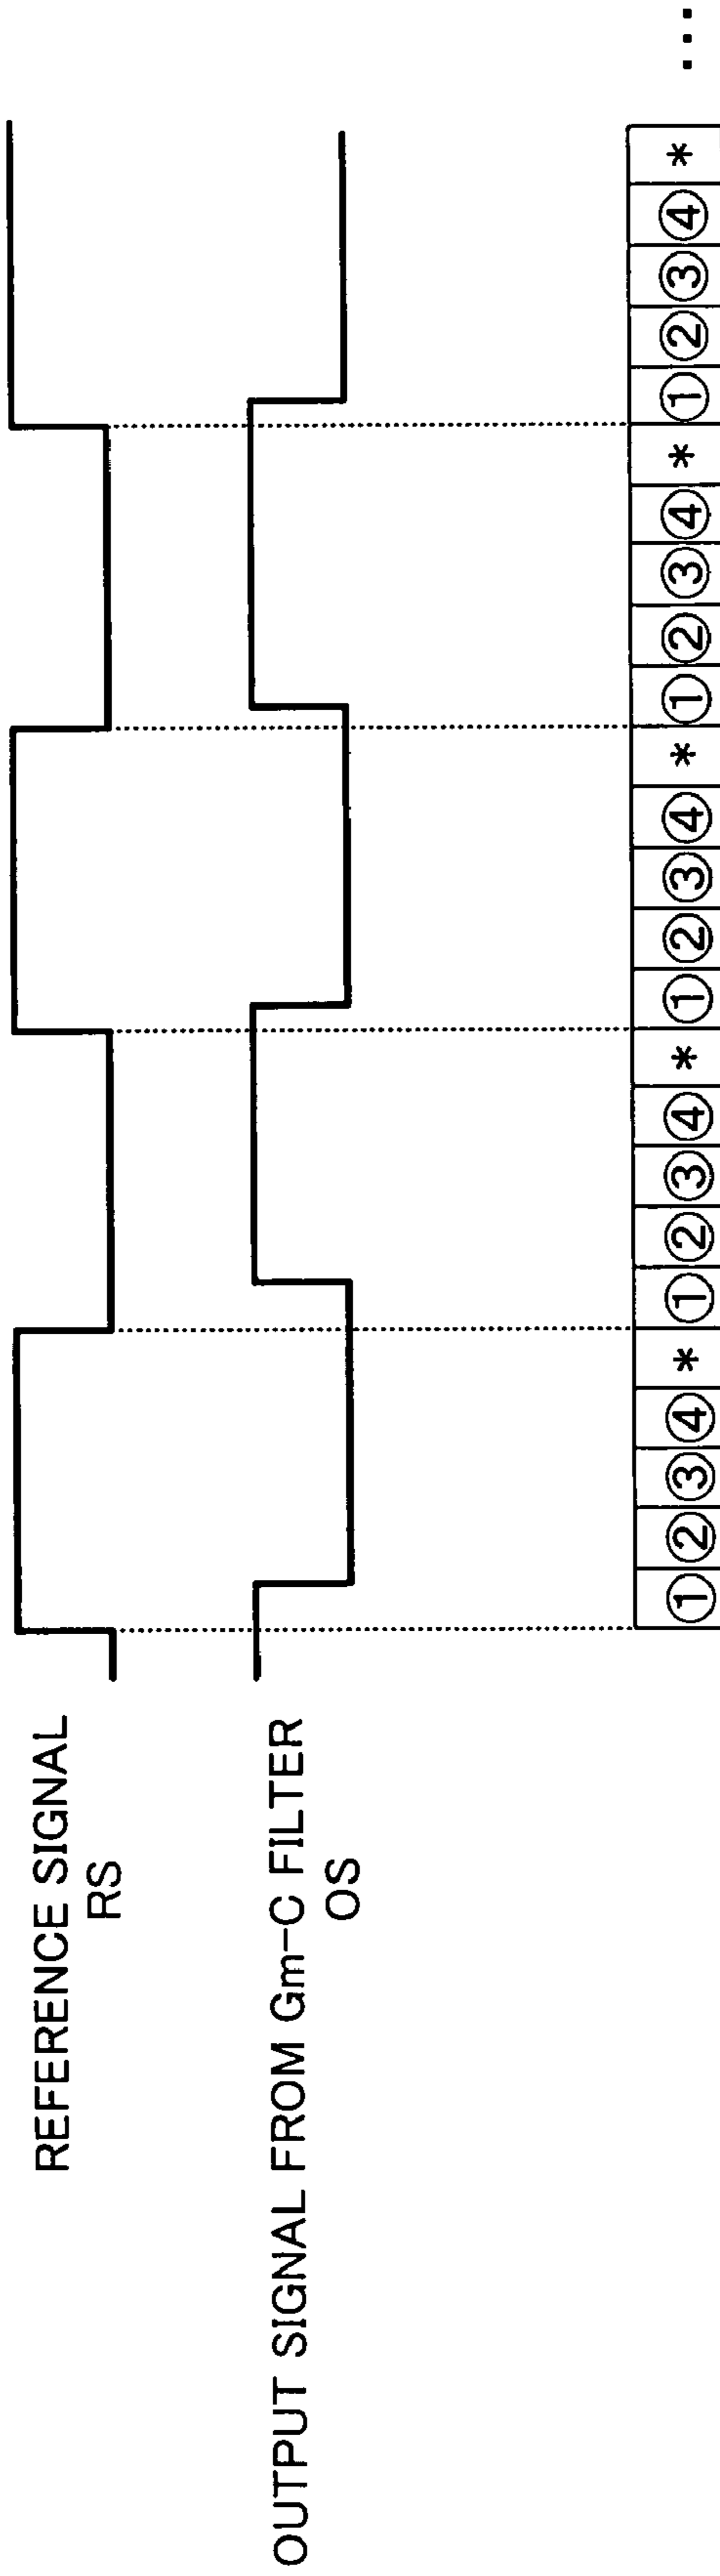 REFERENCE SIGNAL
RS
OUTPUT SIGNAL FROM Gm-C FILTER
OS
①②③④*①②③④*①②③④*①②③④*①②③④* ...